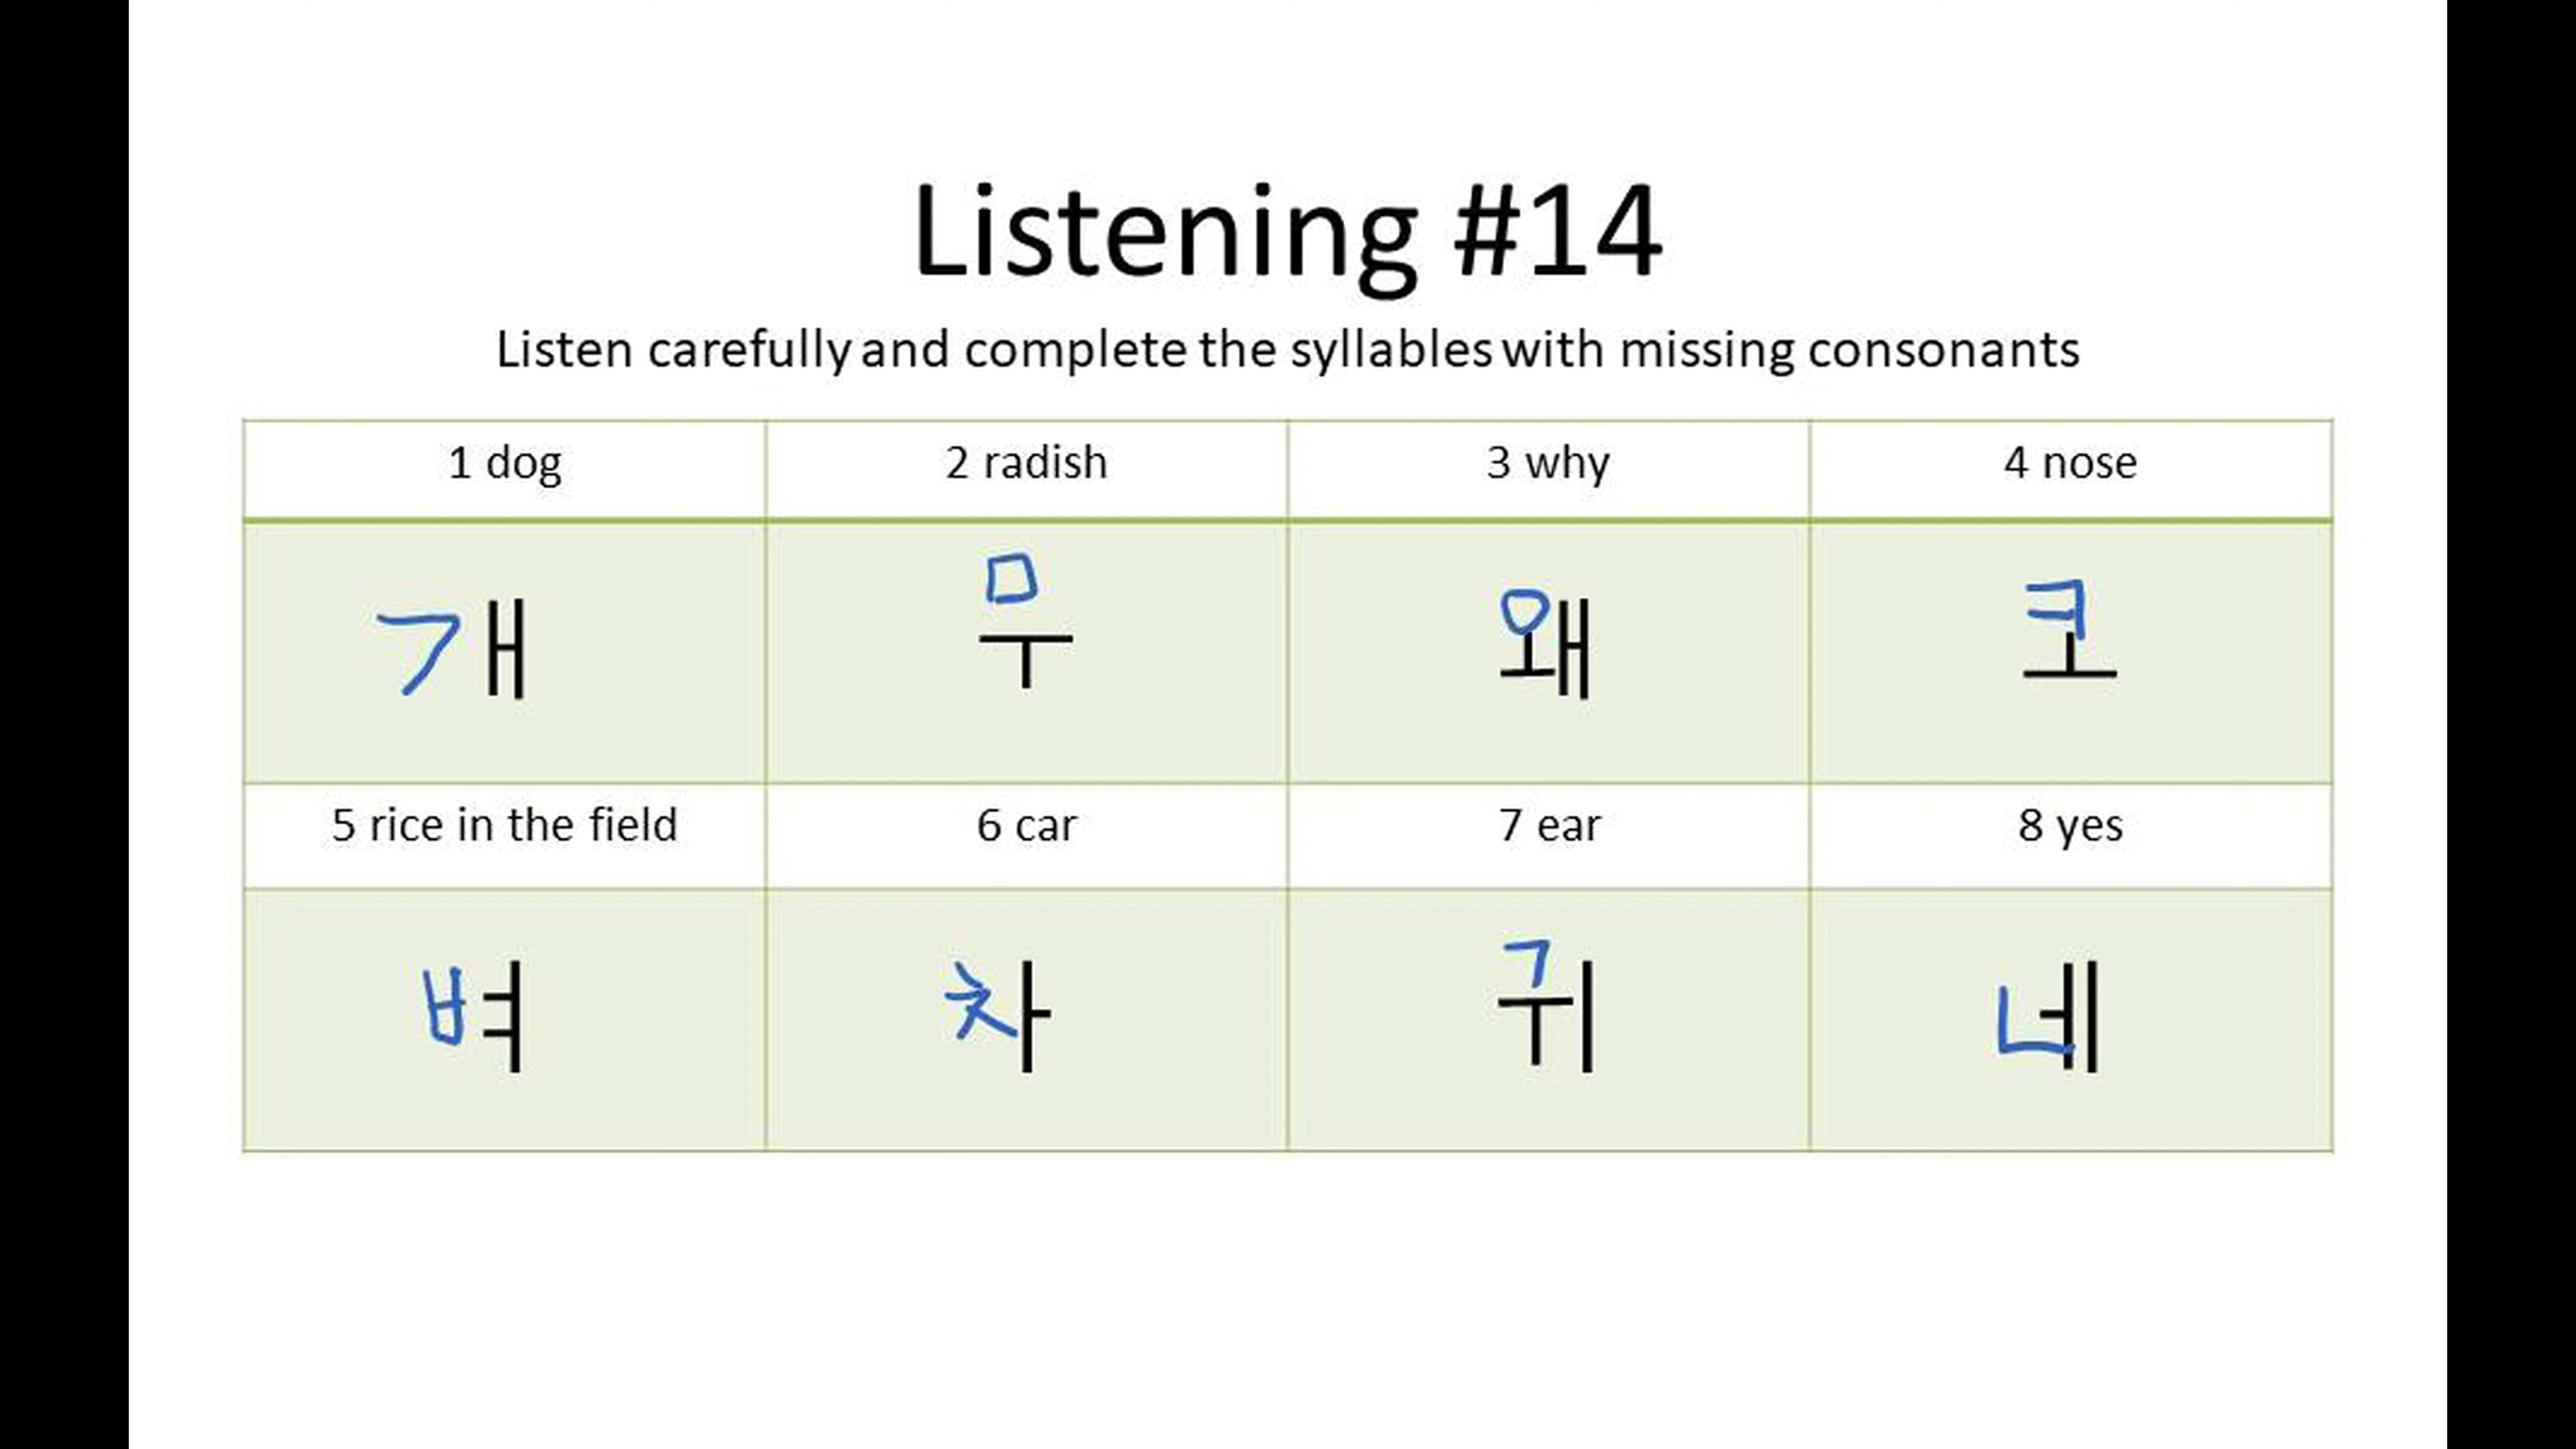 Listening #14
Listen carefully and complete the syllables with missing consonants
1 dog 2 radish 3 why 4 nose
개 무 왜 코
5 rice in the field 6 car 7 ear 8 yes
벼 차 귀 네